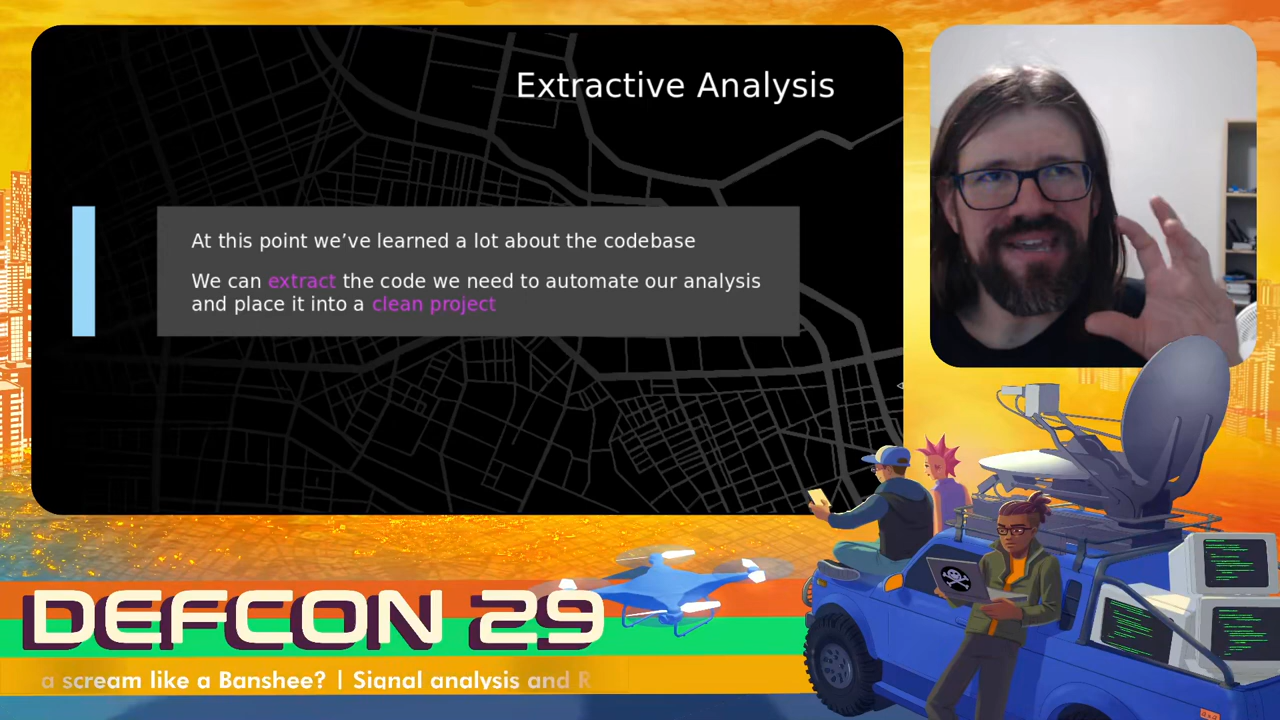 Extractive Analysis
At this point we’ve learned a lot about the codebase
We can extract the code we need to automate our analysis
and place it into a clean project
DEFCON 29
a scream like a Banshee? | Signal analysis and R